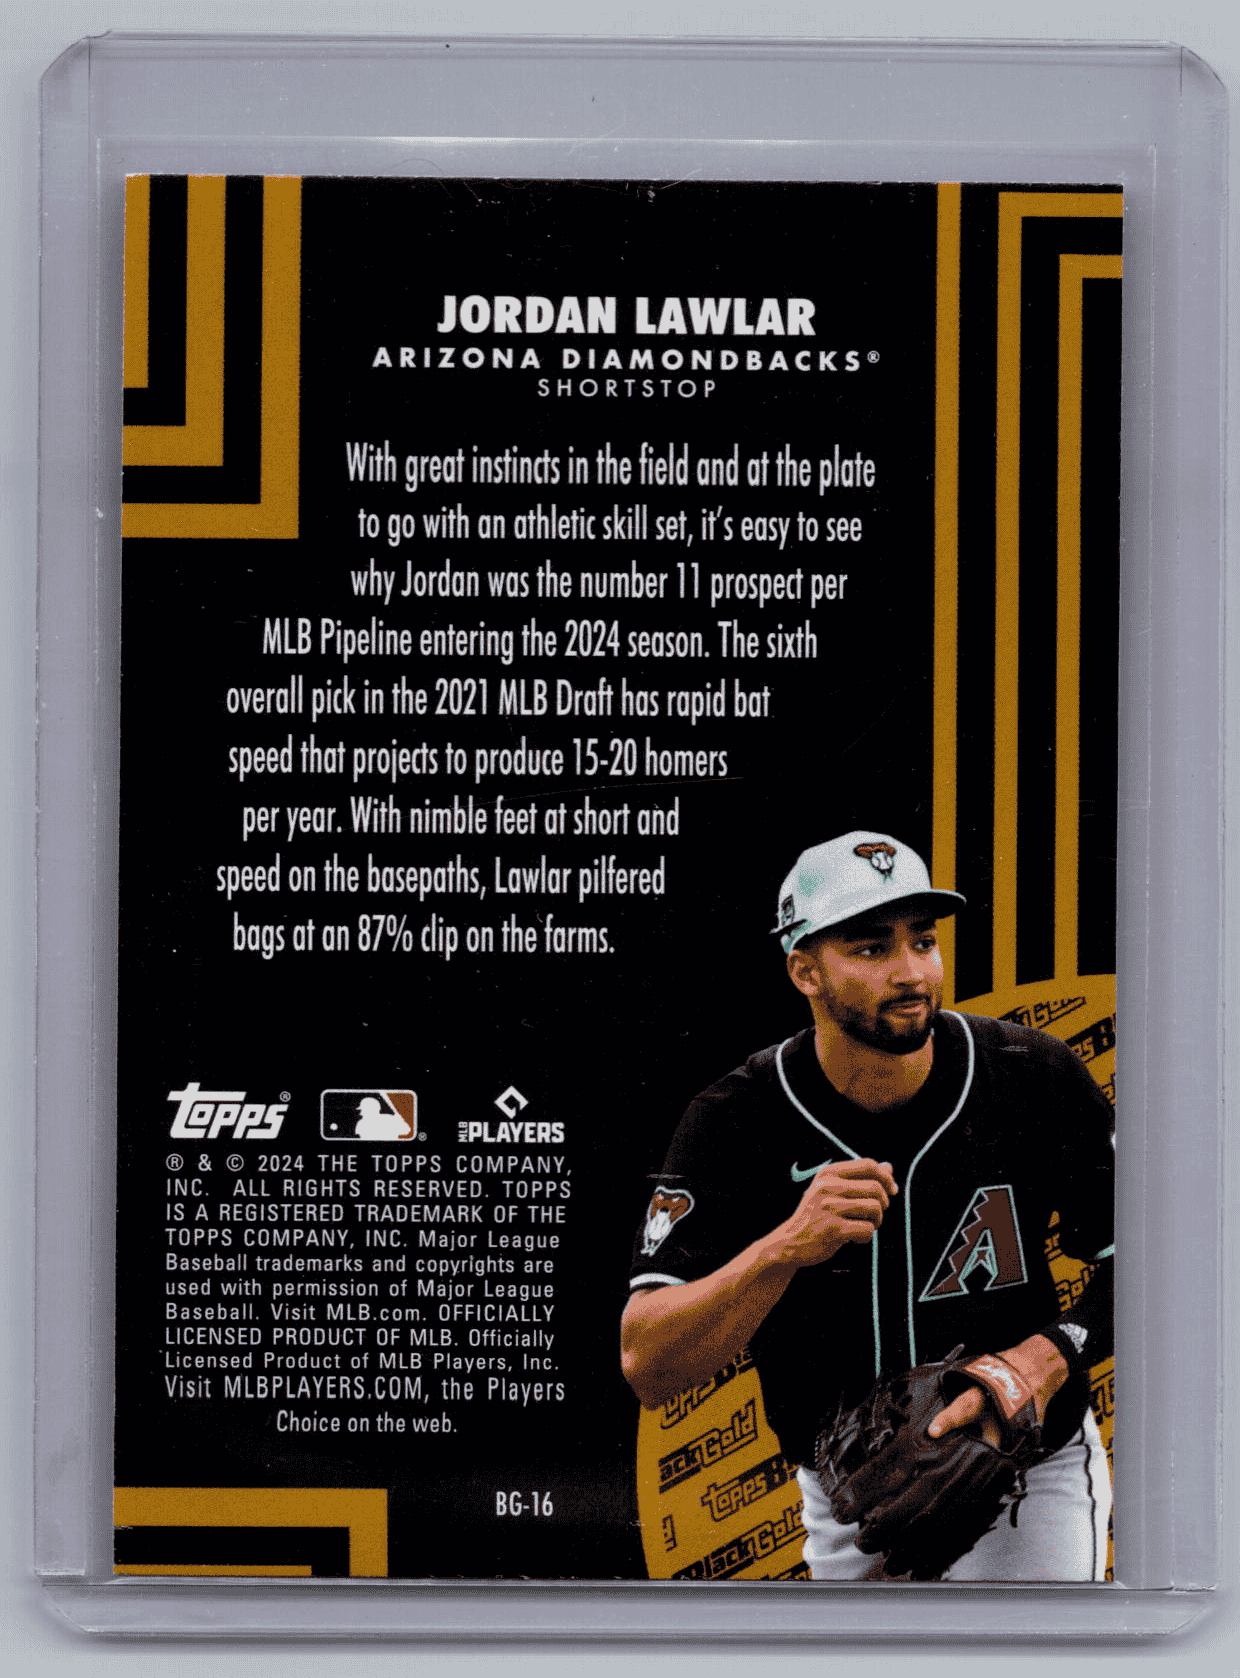 JORDAN LAWLAR
ARIZONA DIAMONDBACKS®
SHORTSTOP
With great instincts in the field and at the plate
to go with an athletic skill set, it's easy to see
why Jordan was the number 11 prospect per
MLB Pipeline entering the 2024 season. The sixth
overall pick in the 2021 MLB Draft has rapid bat
speed that projects to produce 15-20 homers
per year. With nimble feet at short and
speed on the basepaths, Lawlar pilfered
bags at an 87% clip on the farms.
topps® ® MLB PLAYERS
® & © 2024 THE TOPPS COMPANY,
INC. ALL RIGHTS RESERVED. TOPPS
IS A REGISTERED TRADEMARK OF THE
TOPPS COMPANY, INC. Major League
Baseball trademarks and copyrights are
used with permission of Major League
Baseball. Visit MLB.com. OFFICIALLY
LICENSED PRODUCT OF MLB. Officially
Licensed Product of MLB Players, Inc.
Visit MLBPLAYERS.COM, the Players
Choice on the web.
BG-16
A
topps
ack Gold
topps B
Black Gold